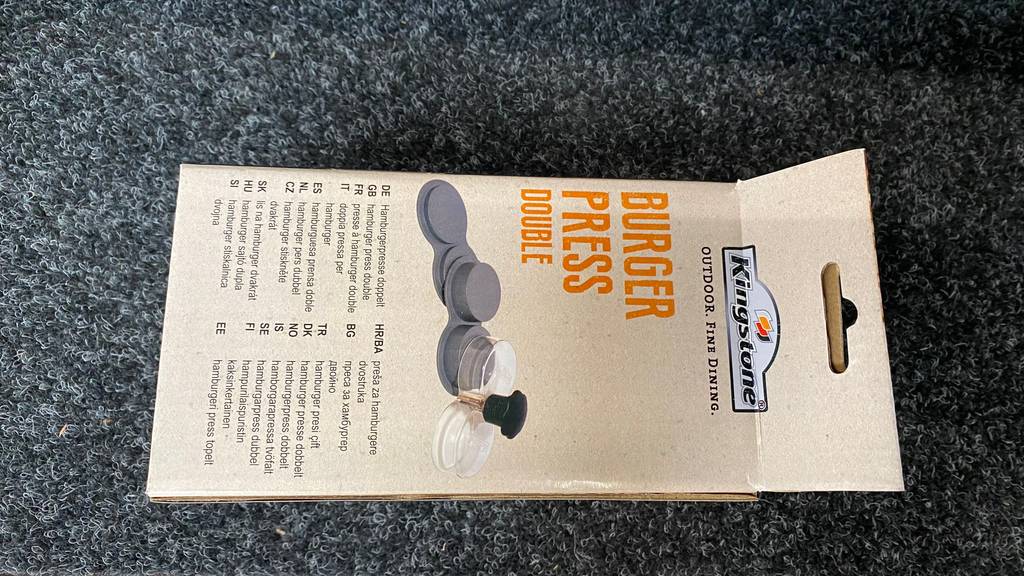 Kingstone®
OUTDOOR. FINE DINING.
BURGER
PRESS
DOUBLE
DE Hamburgerpresse doppelt
GB hamburger press double
FR presse à hamburger double
IT doppia pressa per
hamburger
ES hamburguesa prensa doble
NL hamburger pers dubbel
CZ hamburger stiskněte
dvakrát
SK lis na hamburger dvakrát
HU hamburger sajtó dupla
SI hamburger stiskalnica
dvojna
HR/BA preša za hamburgere
dvostruka
BG преса за хамбургер
двойно
TR hamburger presi çift
DK hamburger presse dobbelt
NO hamburgerpress dobbelt
IS hamborgarapressa tvöfalt
SE hamburgarpress dubbel
FI hampurilaispuristin
kaksinkertainen
EE hamburgeri press topelt